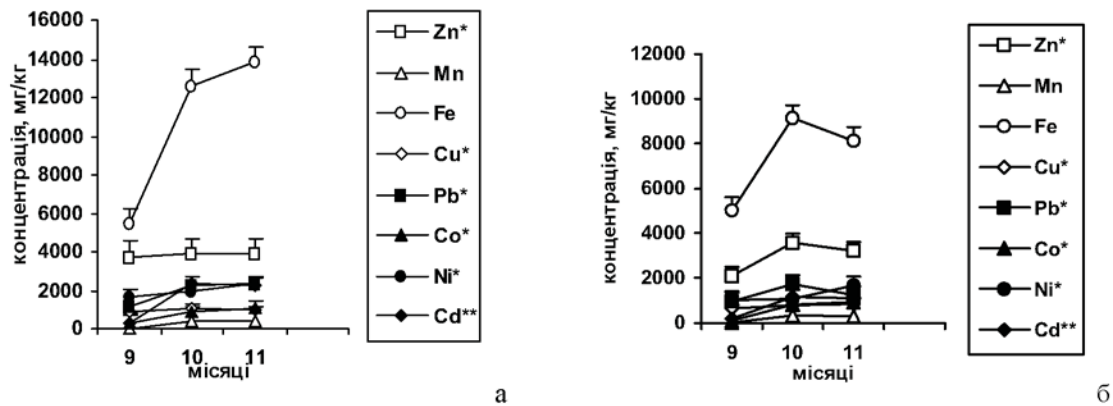 16000
14000
12000
10000
8000
6000
4000
2000
0
концентрація, мг/кг
9 10 11
місяці
Zn*
Mn
Fe
Cu*
Pb*
Co*
Ni*
Cd**
а
12000
10000
8000
6000
4000
2000
0
концентрація, мг/кг
9 10 11
місяці
Zn*
Mn
Fe
Cu*
Pb*
Co*
Ni*
Cd**
б